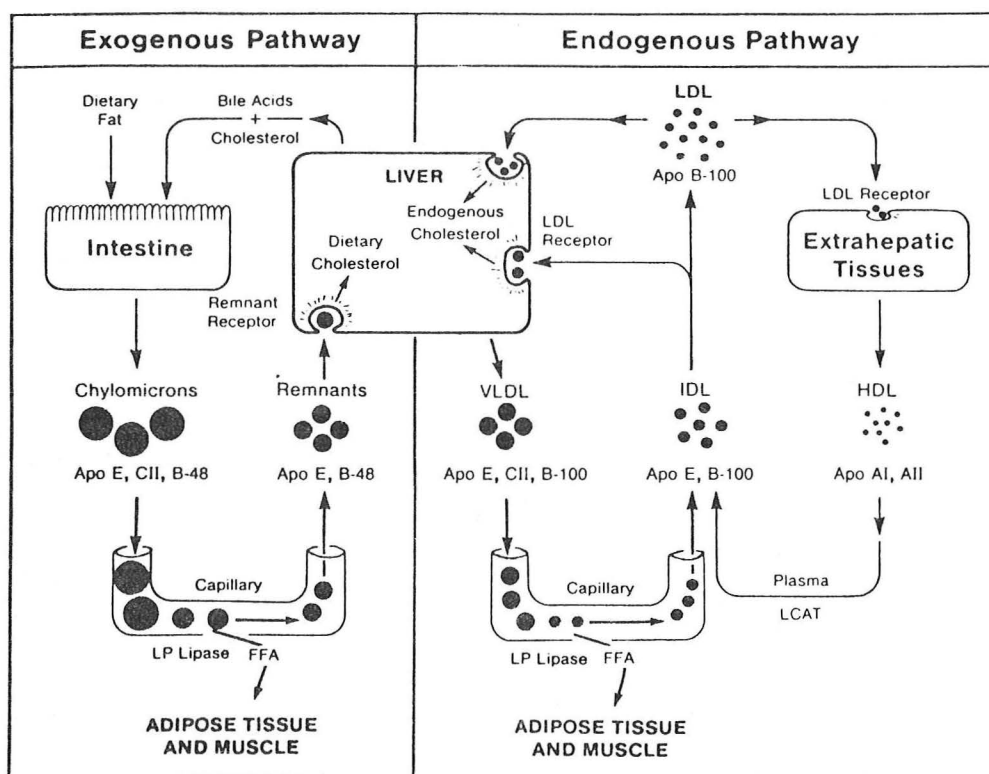 Exogenous Pathway
Endogenous Pathway
Dietary
Fat
Bile Acids
+
Cholesterol
Intestine
LIVER
Endogenous
Cholesterol
Dietary
Cholesterol
Remnant
Receptor
LDL
Receptor
LDL
Apo B-100
LDL Receptor
Extrahepatic
Tissues
Chylomicrons
Apo E, CII, B-48
Remnants
Apo E, B-48
VLDL
Apo E, CII, B-100
IDL
Apo E, B-100
HDL
Apo AI, AII
Capillary
LP Lipase
FFA
ADIPOSE TISSUE
AND MUSCLE
Capillary
LP Lipase
FFA
ADIPOSE TISSUE
AND MUSCLE
Plasma
LCAT